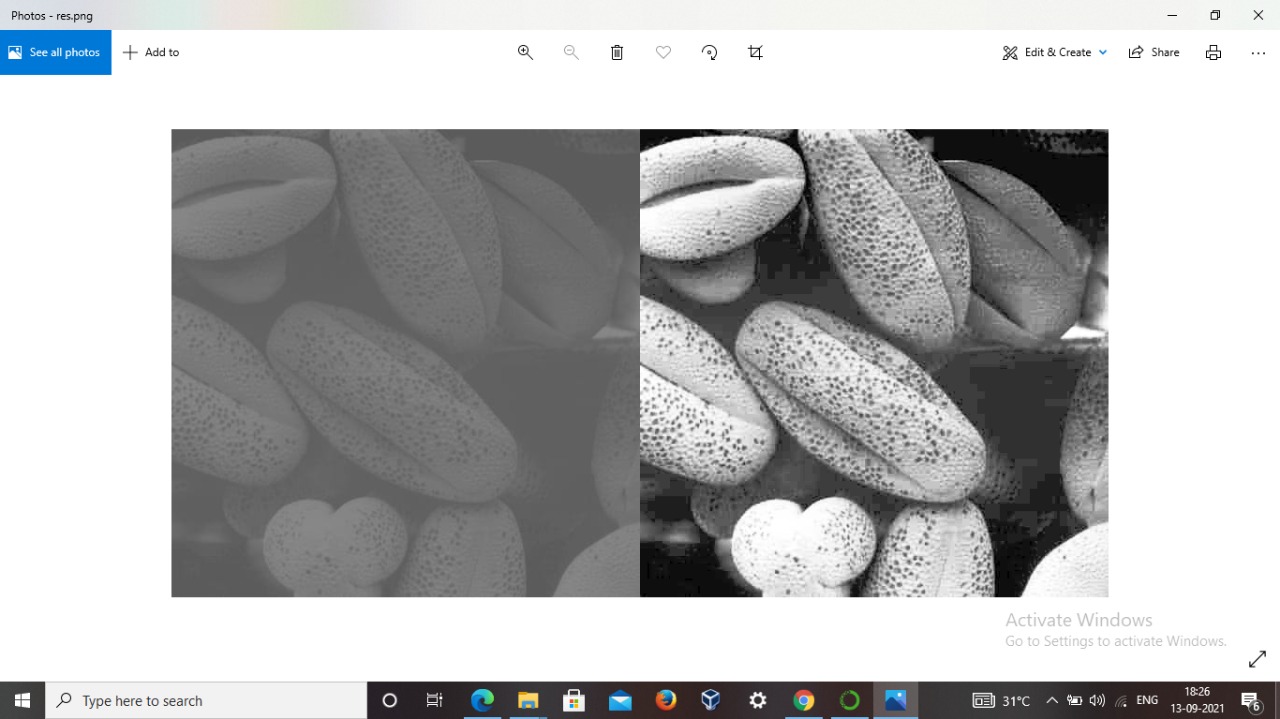 Photos - res.png
See all photos
Add to
Edit & Create
Share
Activate Windows
Go to Settings to activate Windows.
Type here to search
31°C
ENG
18:26
13-09-2021
6